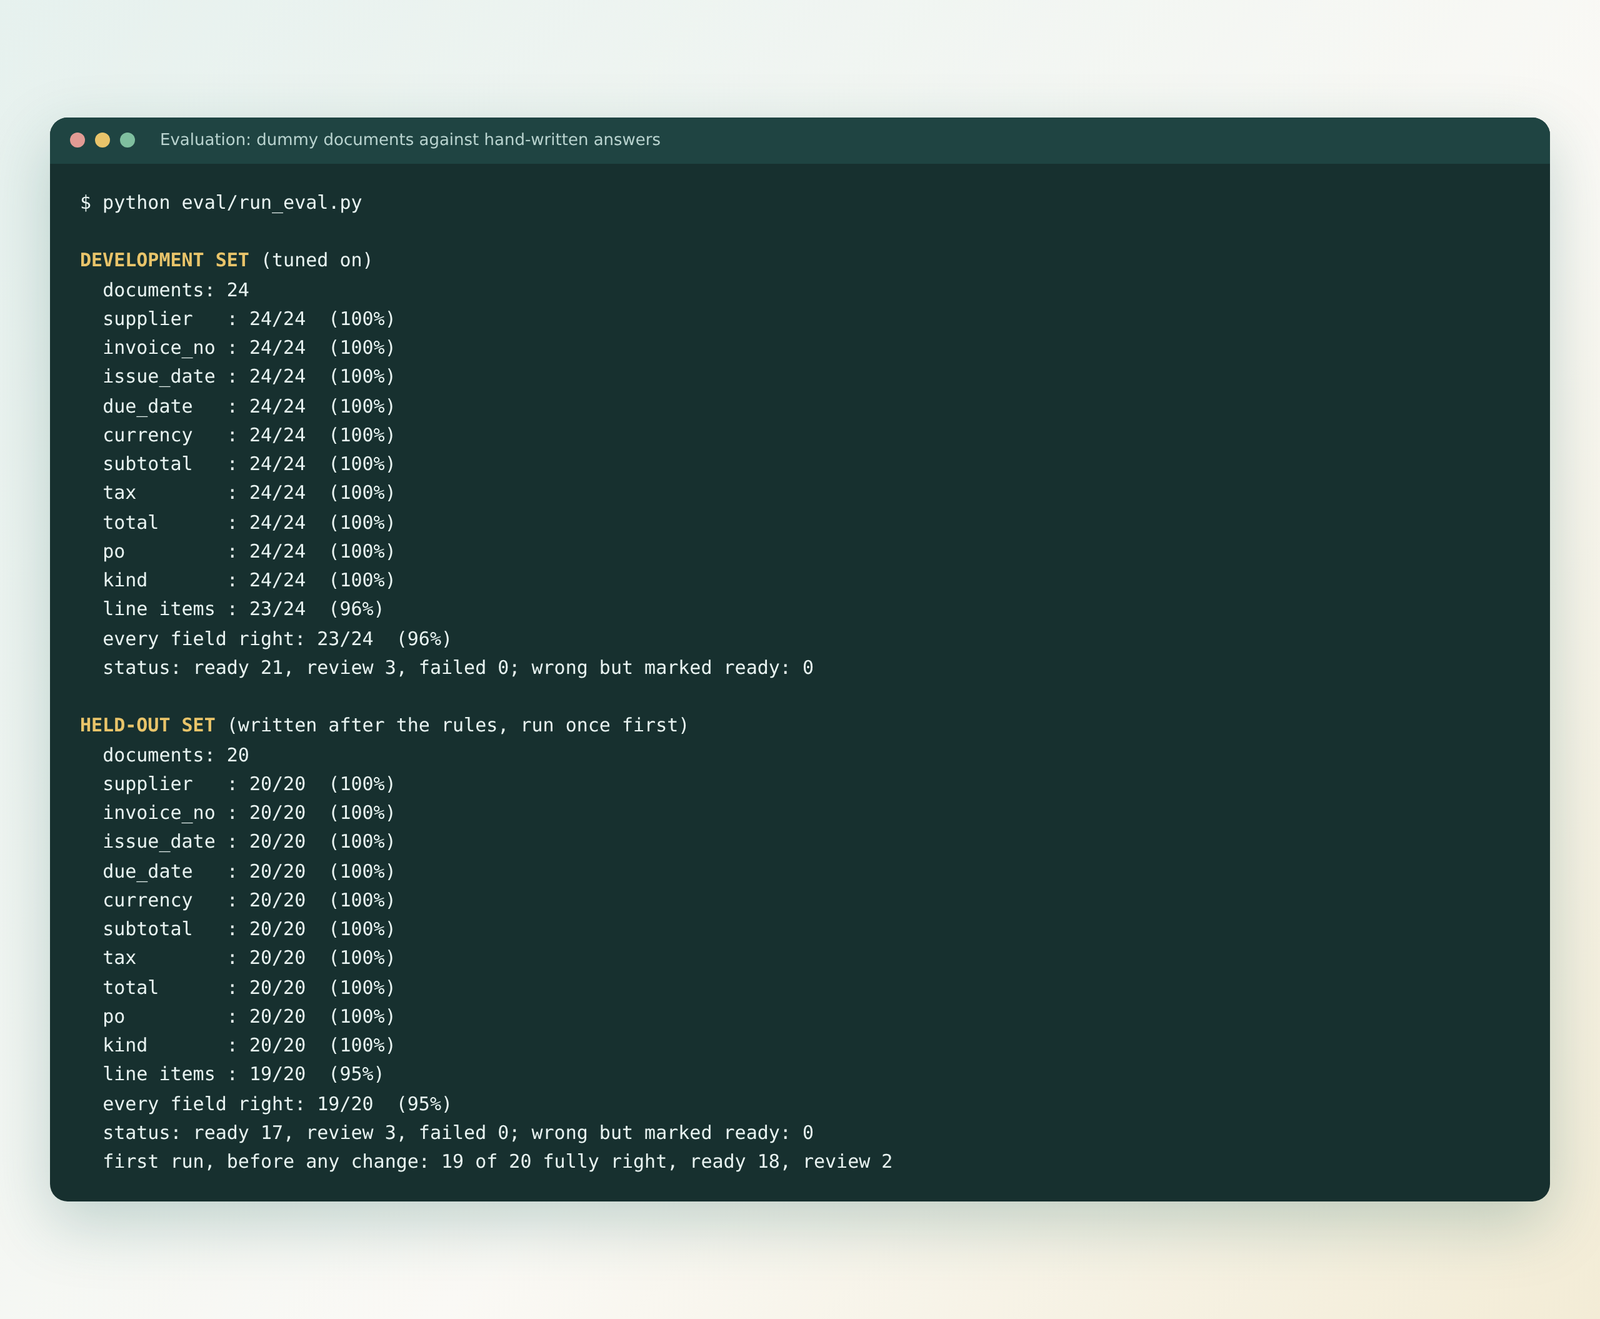 Evaluation: dummy documents against hand-written answers
$ python eval/run_eval.py
DEVELOPMENT SET (tuned on)
documents: 24
supplier   : 24/24  (100%)
invoice_no : 24/24  (100%)
issue_date : 24/24  (100%)
due_date   : 24/24  (100%)
currency   : 24/24  (100%)
subtotal   : 24/24  (100%)
tax        : 24/24  (100%)
total      : 24/24  (100%)
po         : 24/24  (100%)
kind       : 24/24  (100%)
line items : 23/24  (96%)
every field right: 23/24  (96%)
status: ready 21, review 3, failed 0; wrong but marked ready: 0
HELD-OUT SET (written after the rules, run once first)
documents: 20
supplier   : 20/20  (100%)
invoice_no : 20/20  (100%)
issue_date : 20/20  (100%)
due_date   : 20/20  (100%)
currency   : 20/20  (100%)
subtotal   : 20/20  (100%)
tax        : 20/20  (100%)
total      : 20/20  (100%)
po         : 20/20  (100%)
kind       : 20/20  (100%)
line items : 19/20  (95%)
every field right: 19/20  (95%)
status: ready 17, review 3, failed 0; wrong but marked ready: 0
first run, before any change: 19 of 20 fully right, ready 18, review 2